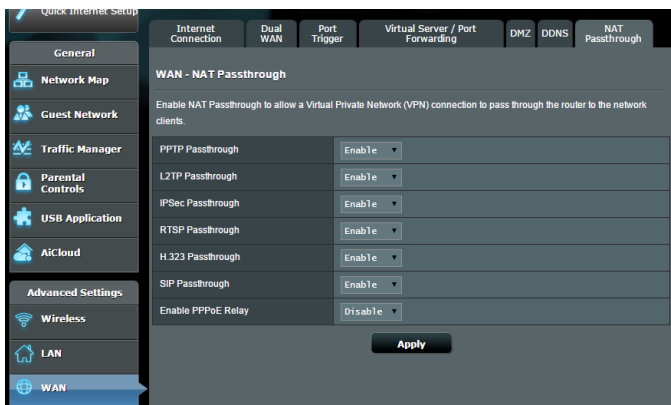 Quick Internet Setup
General
Network Map
Guest Network
Traffic Manager
Parental
Controls
USB Application
AiCloud
Advanced Settings
Wireless
LAN
WAN
Internet
Connection
Dual
WAN
Port
Trigger
Virtual Server / Port
Forwarding
DMZ
DDNS
NAT
Passthrough
WAN - NAT Passthrough
Enable NAT Passthrough to allow a Virtual Private Network (VPN) connection to pass through the router to the network
clients.
PPTP Passthrough Enable
L2TP Passthrough Enable
IPSec Passthrough Enable
RTSP Passthrough Enable
H.323 Passthrough Enable
SIP Passthrough Enable
Enable PPPoE Relay Disable
Apply